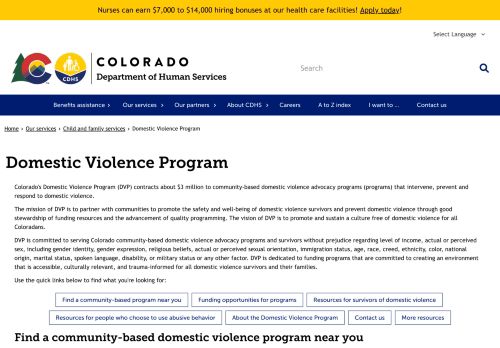 Nurses can earn $7,000 to $14,000 hiring bonuses at our health care facilities! Apply today!
Select Language
COLORADO
Department of Human Services
CDHS
Search
Benefits assistance
Our services
Our partners
About CDHS
Careers
A to Z index
I want to ...
Contact us
Home › Our services › Child and family services › Domestic Violence Program
Domestic Violence Program
Colorado's Domestic Violence Program (DVP) contracts about $3 million to community-based domestic violence advocacy programs (programs) that intervene, prevent and
respond to domestic violence.
The mission of DVP is to partner with communities to promote the safety and well-being of domestic violence survivors and prevent domestic violence through good
stewardship of funding resources and the advancement of quality programming. The vision of DVP is to promote and sustain a culture free of domestic violence for all
Coloradans.
DVP is committed to serving Colorado community-based domestic violence advocacy programs and survivors without prejudice regarding level of income, actual or perceived
sex, including gender identity, gender expression, religious beliefs, actual or perceived sexual orientation, immigration status, age, race, creed, ethnicity, color, national
origin, marital status, spoken language, disability, or military status or any other factor. DVP is dedicated to funding programs that are committed to creating an environment
that is accessible, culturally relevant, and trauma-informed for all domestic violence survivors and their families.
Use the quick links below to find what you're looking for:
Find a community-based program near you
Funding opportunities for programs
Resources for survivors of domestic violence
Resources for people who choose to use abusive behavior
About the Domestic Violence Program
Contact us
More resources
Find a community-based domestic violence program near you